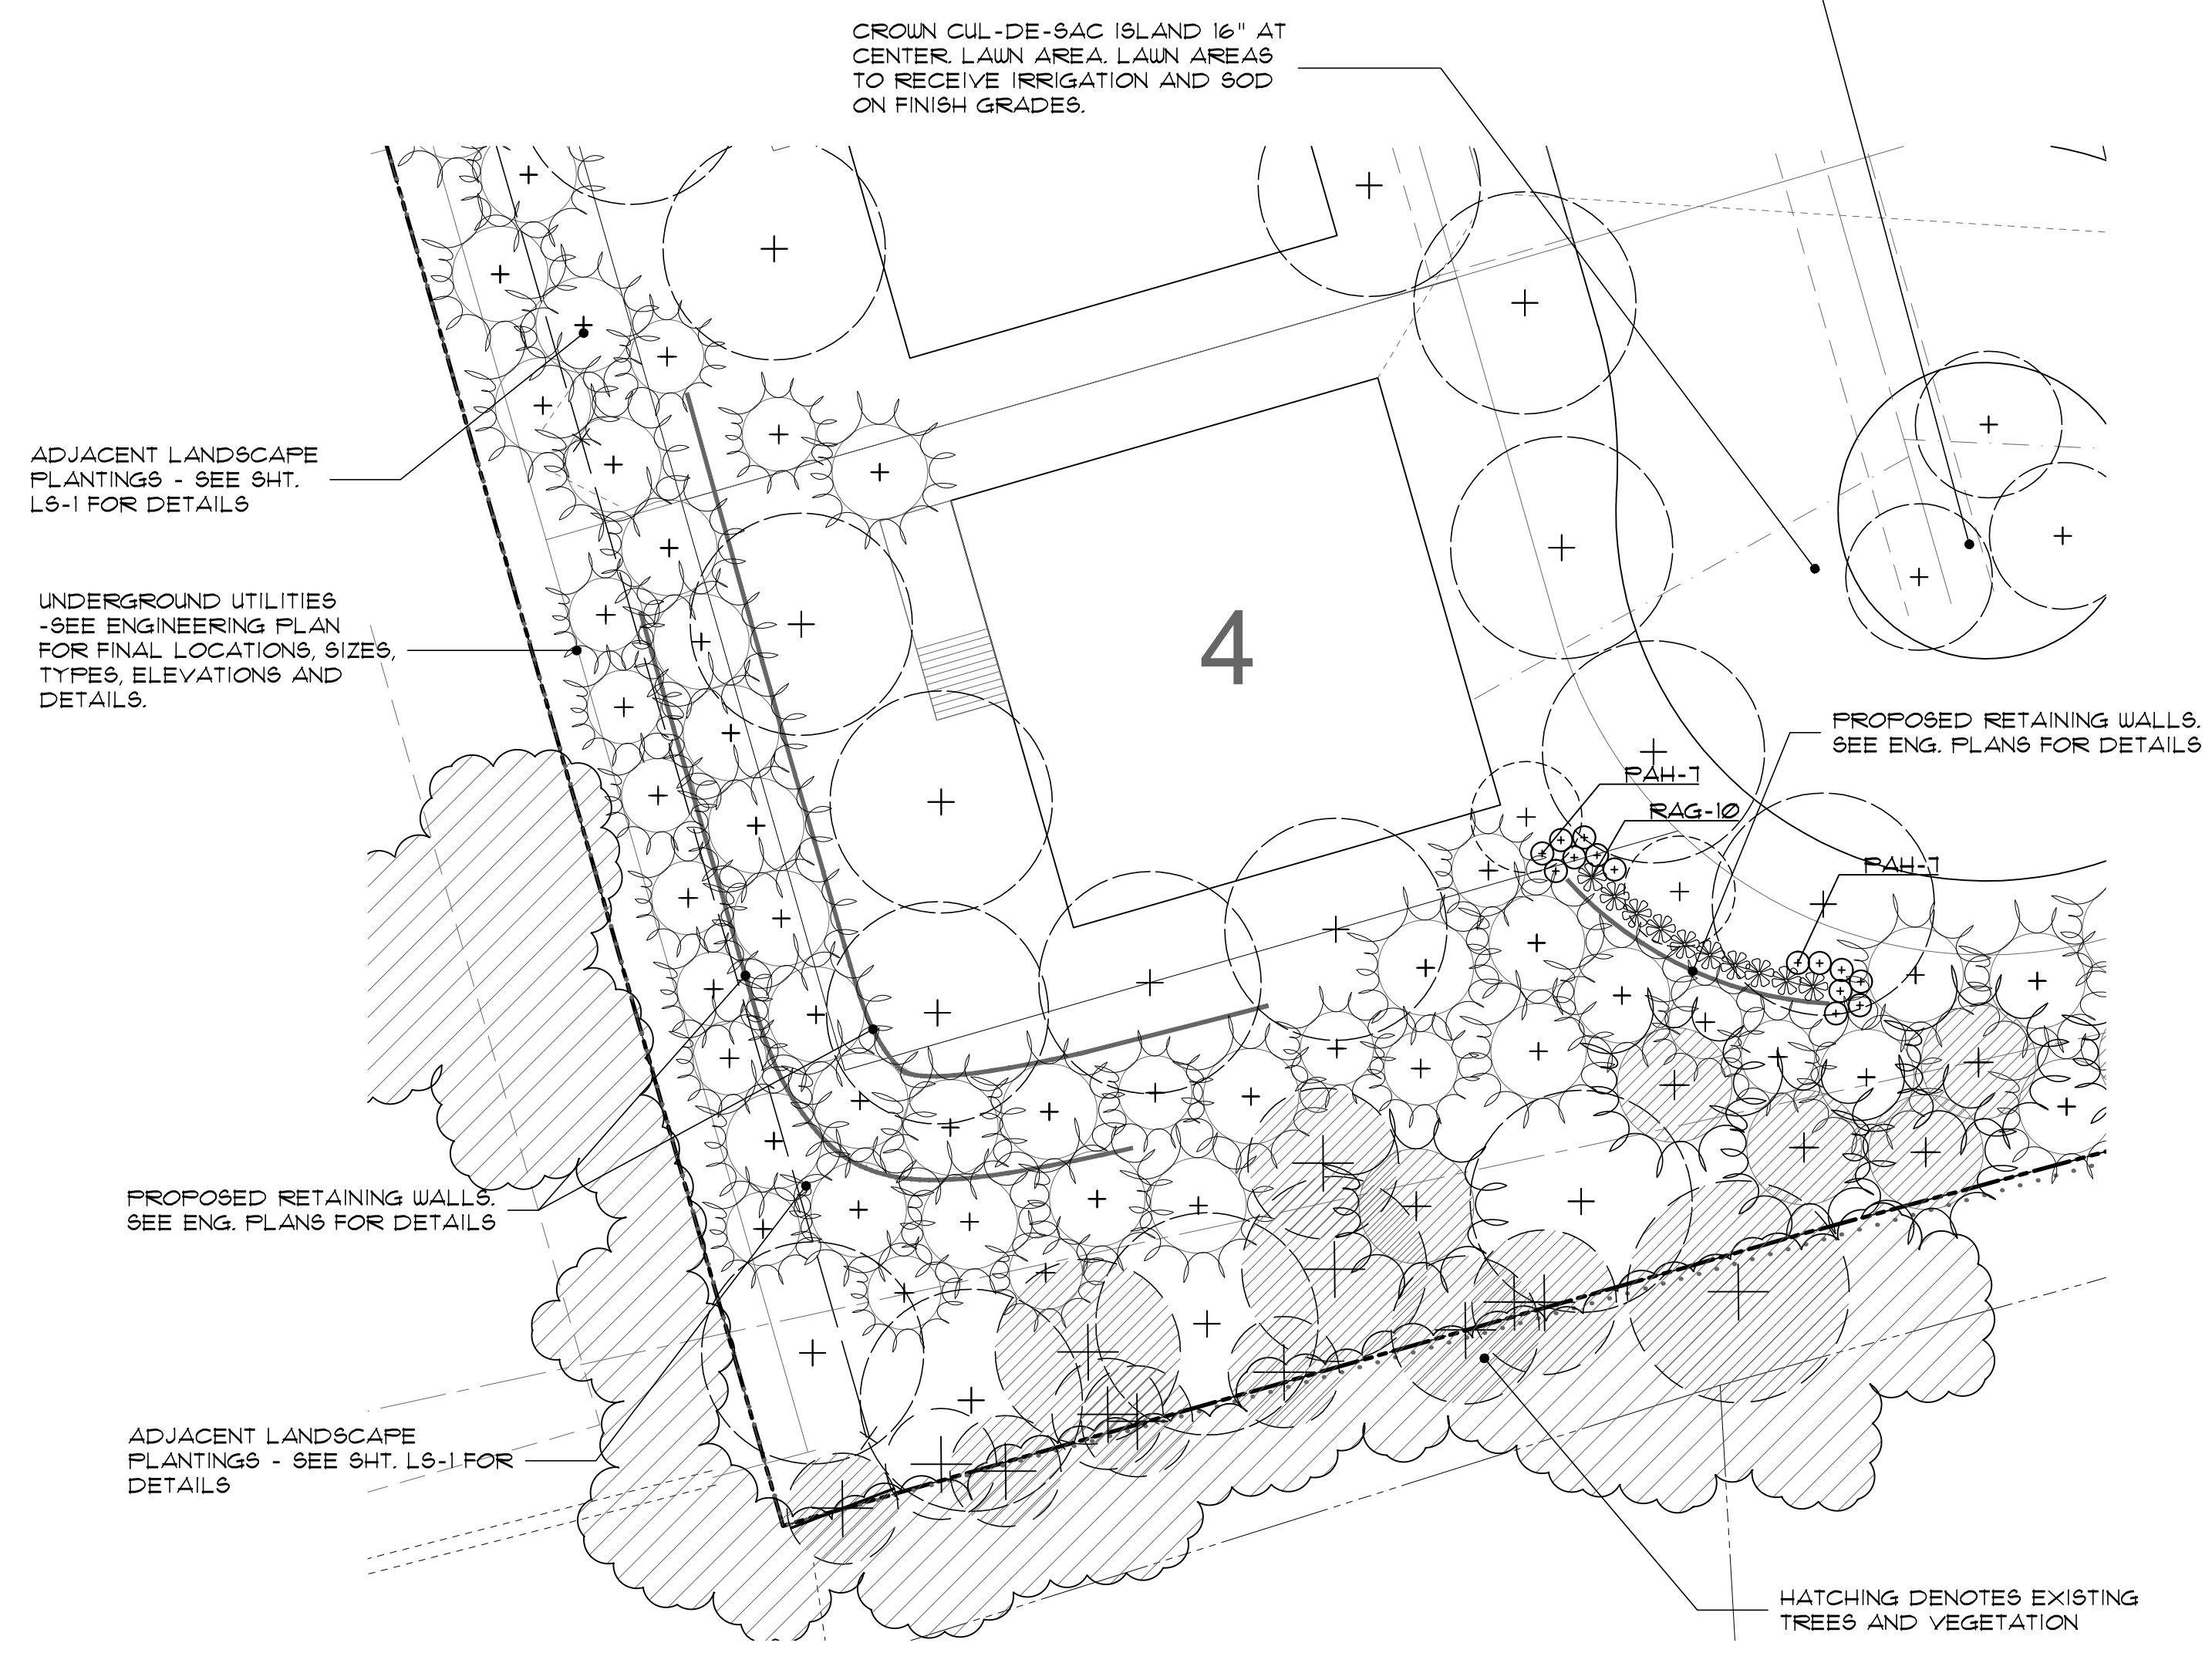 CROWN CUL-DE-SAC ISLAND 16" AT
CENTER. LAWN AREA. LAWN AREAS
TO RECEIVE IRRIGATION AND SOD
ON FINISH GRADES.
ADJACENT LANDSCAPE
PLANTINGS - SEE SHT.
LS-1 FOR DETAILS
UNDERGROUND UTILITIES
-SEE ENGINEERING PLAN
FOR FINAL LOCATIONS, SIZES,
TYPES, ELEVATIONS AND
DETAILS.
4
PROPOSED RETAINING WALLS.
SEE ENG. PLANS FOR DETAILS
PAH-7
RAG-10
PAH-7
PROPOSED RETAINING WALLS.
SEE ENG. PLANS FOR DETAILS
ADJACENT LANDSCAPE
PLANTINGS - SEE SHT. LS-1 FOR
DETAILS
HATCHING DENOTES EXISTING
TREES AND VEGETATION